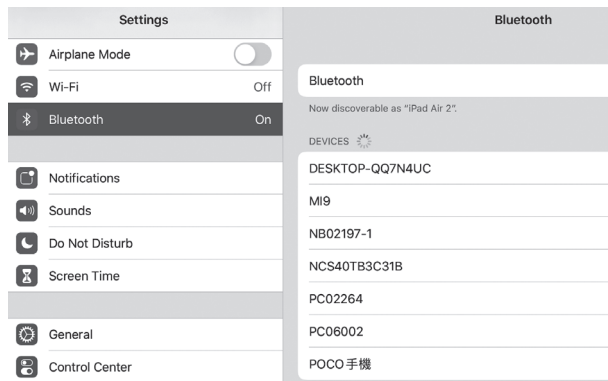 Settings
Airplane Mode
Wi-Fi Off
Bluetooth On
Notifications
Sounds
Do Not Disturb
Screen Time
General
Control Center
Bluetooth
Bluetooth
Now discoverable as “iPad Air 2”.
DEVICES
DESKTOP-QQ7N4UC
MI9
NB02197-1
NCS40TB3C31B
PC02264
PC06002
POCO手機